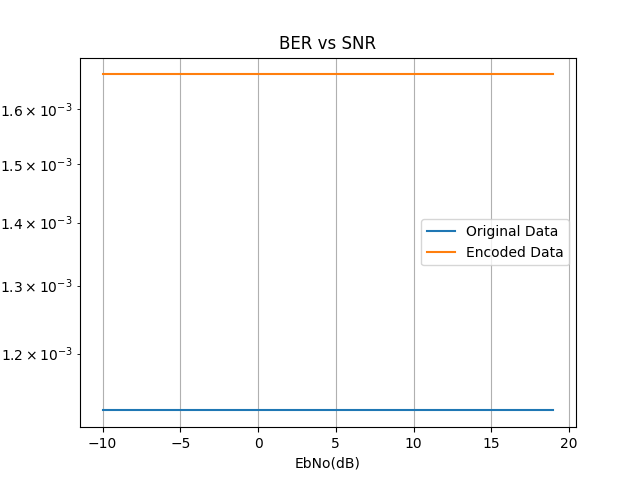 BER vs SNR
1.6 × 10⁻³
1.5 × 10⁻³
1.4 × 10⁻³
1.3 × 10⁻³
1.2 × 10⁻³
Original Data
Encoded Data
−10 −5 0 5 10 15 20
EbNo(dB)